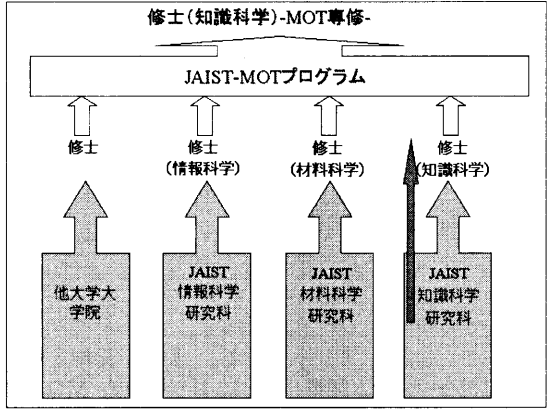 修士(知識科学)-MOT専修-
JAIST-MOTプログラム
修士
修士
(情報科学)
修士
(材料科学)
修士
(知識科学)
他大学大
学院
JAIST
情報科学
研究科
JAIST
材料科学
研究科
JAIST
知識科学
研究科